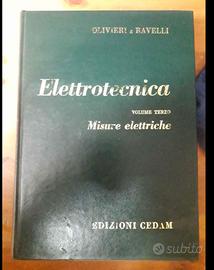 OLIVIERI e RAVELLI
Elettrotecnica
VOLUME TERZO
Misure elettriche
EDIZIONI CEDAM
subito